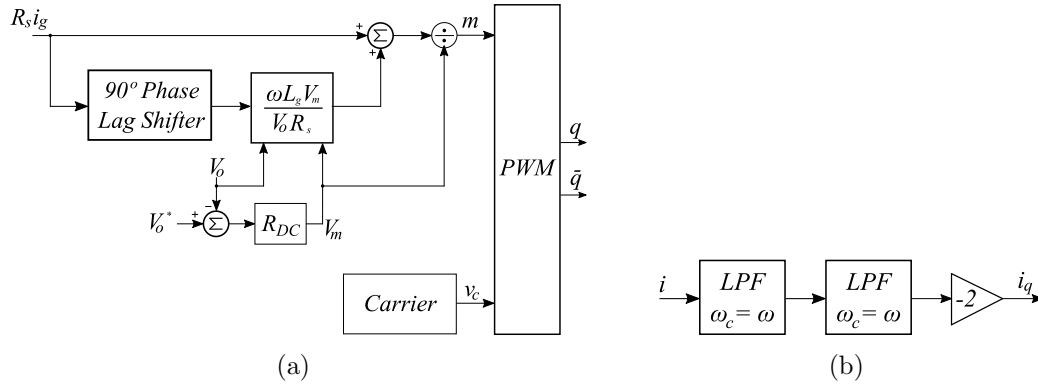 R_s i_g
+
+
Σ
÷
m
90° Phase
Lag Shifter
ωL_g V_m
V_o R_s
V_o
V_o*
+
−
Σ
R_DC
V_m
PWM
q
q̄
Carrier
v_c
(a)
i
LPF
ω_c = ω
LPF
ω_c = ω
-2
i_q
(b)